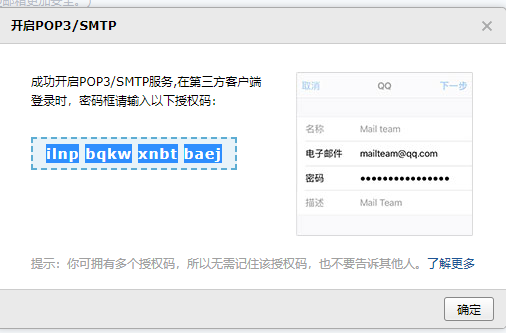 开启POP3/SMTP
成功开启POP3/SMTP服务,在第三方客户端
登录时，密码框请输入以下授权码：
ilnp bqkw xnbt baej
取消 QQ 下一步
名称 Mail team
电子邮件 mailteam@qq.com
密码 ●●●●●●●●●●●●●●●●
描述 Mail Team
提示：你可拥有多个授权码，所以无需记住该授权码，也不要告诉其他人。了解更多
确定